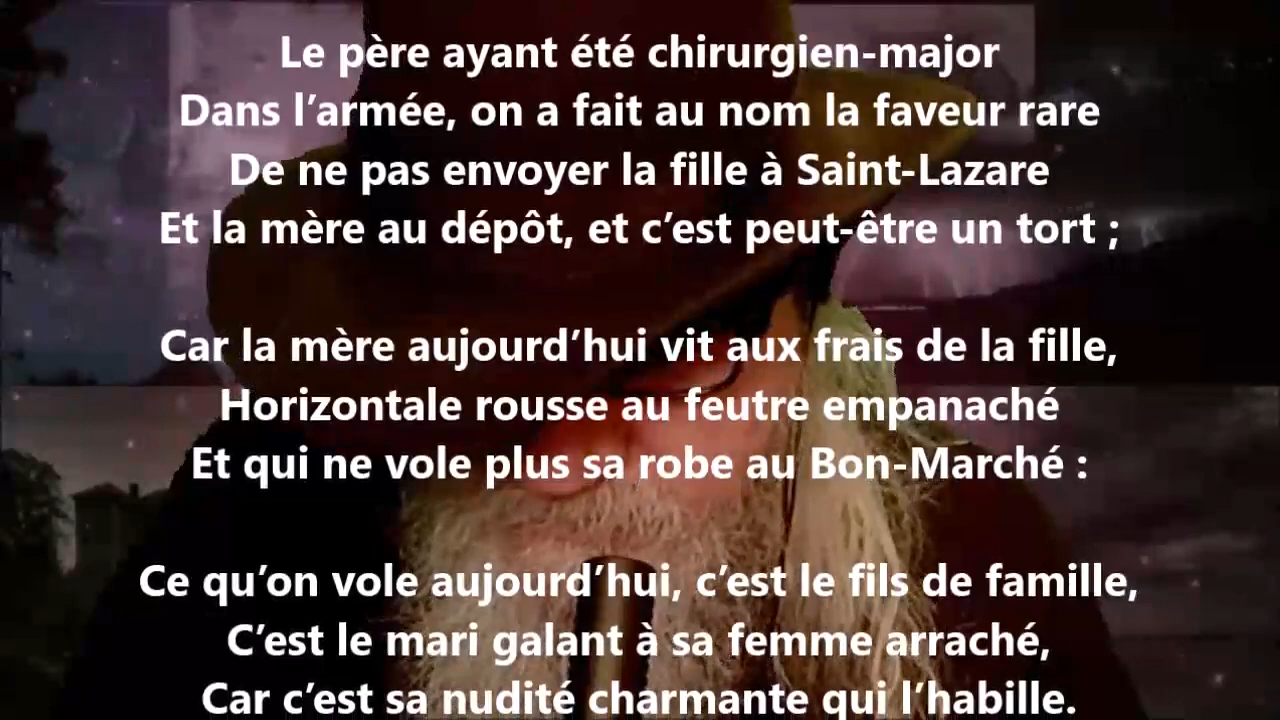 Le père ayant été chirurgien-major
Dans l’armée, on a fait au nom la faveur rare
De ne pas envoyer la fille à Saint-Lazare
Et la mère au dépôt, et c’est peut-être un tort ;
Car la mère aujourd’hui vit aux frais de la fille,
Horizontale rousse au feutre empanaché
Et qui ne vole plus sa robe au Bon-Marché :
Ce qu’on vole aujourd’hui, c’est le fils de famille,
C’est le mari galant à sa femme arraché,
Car c’est sa nudité charmante qui l’habille.